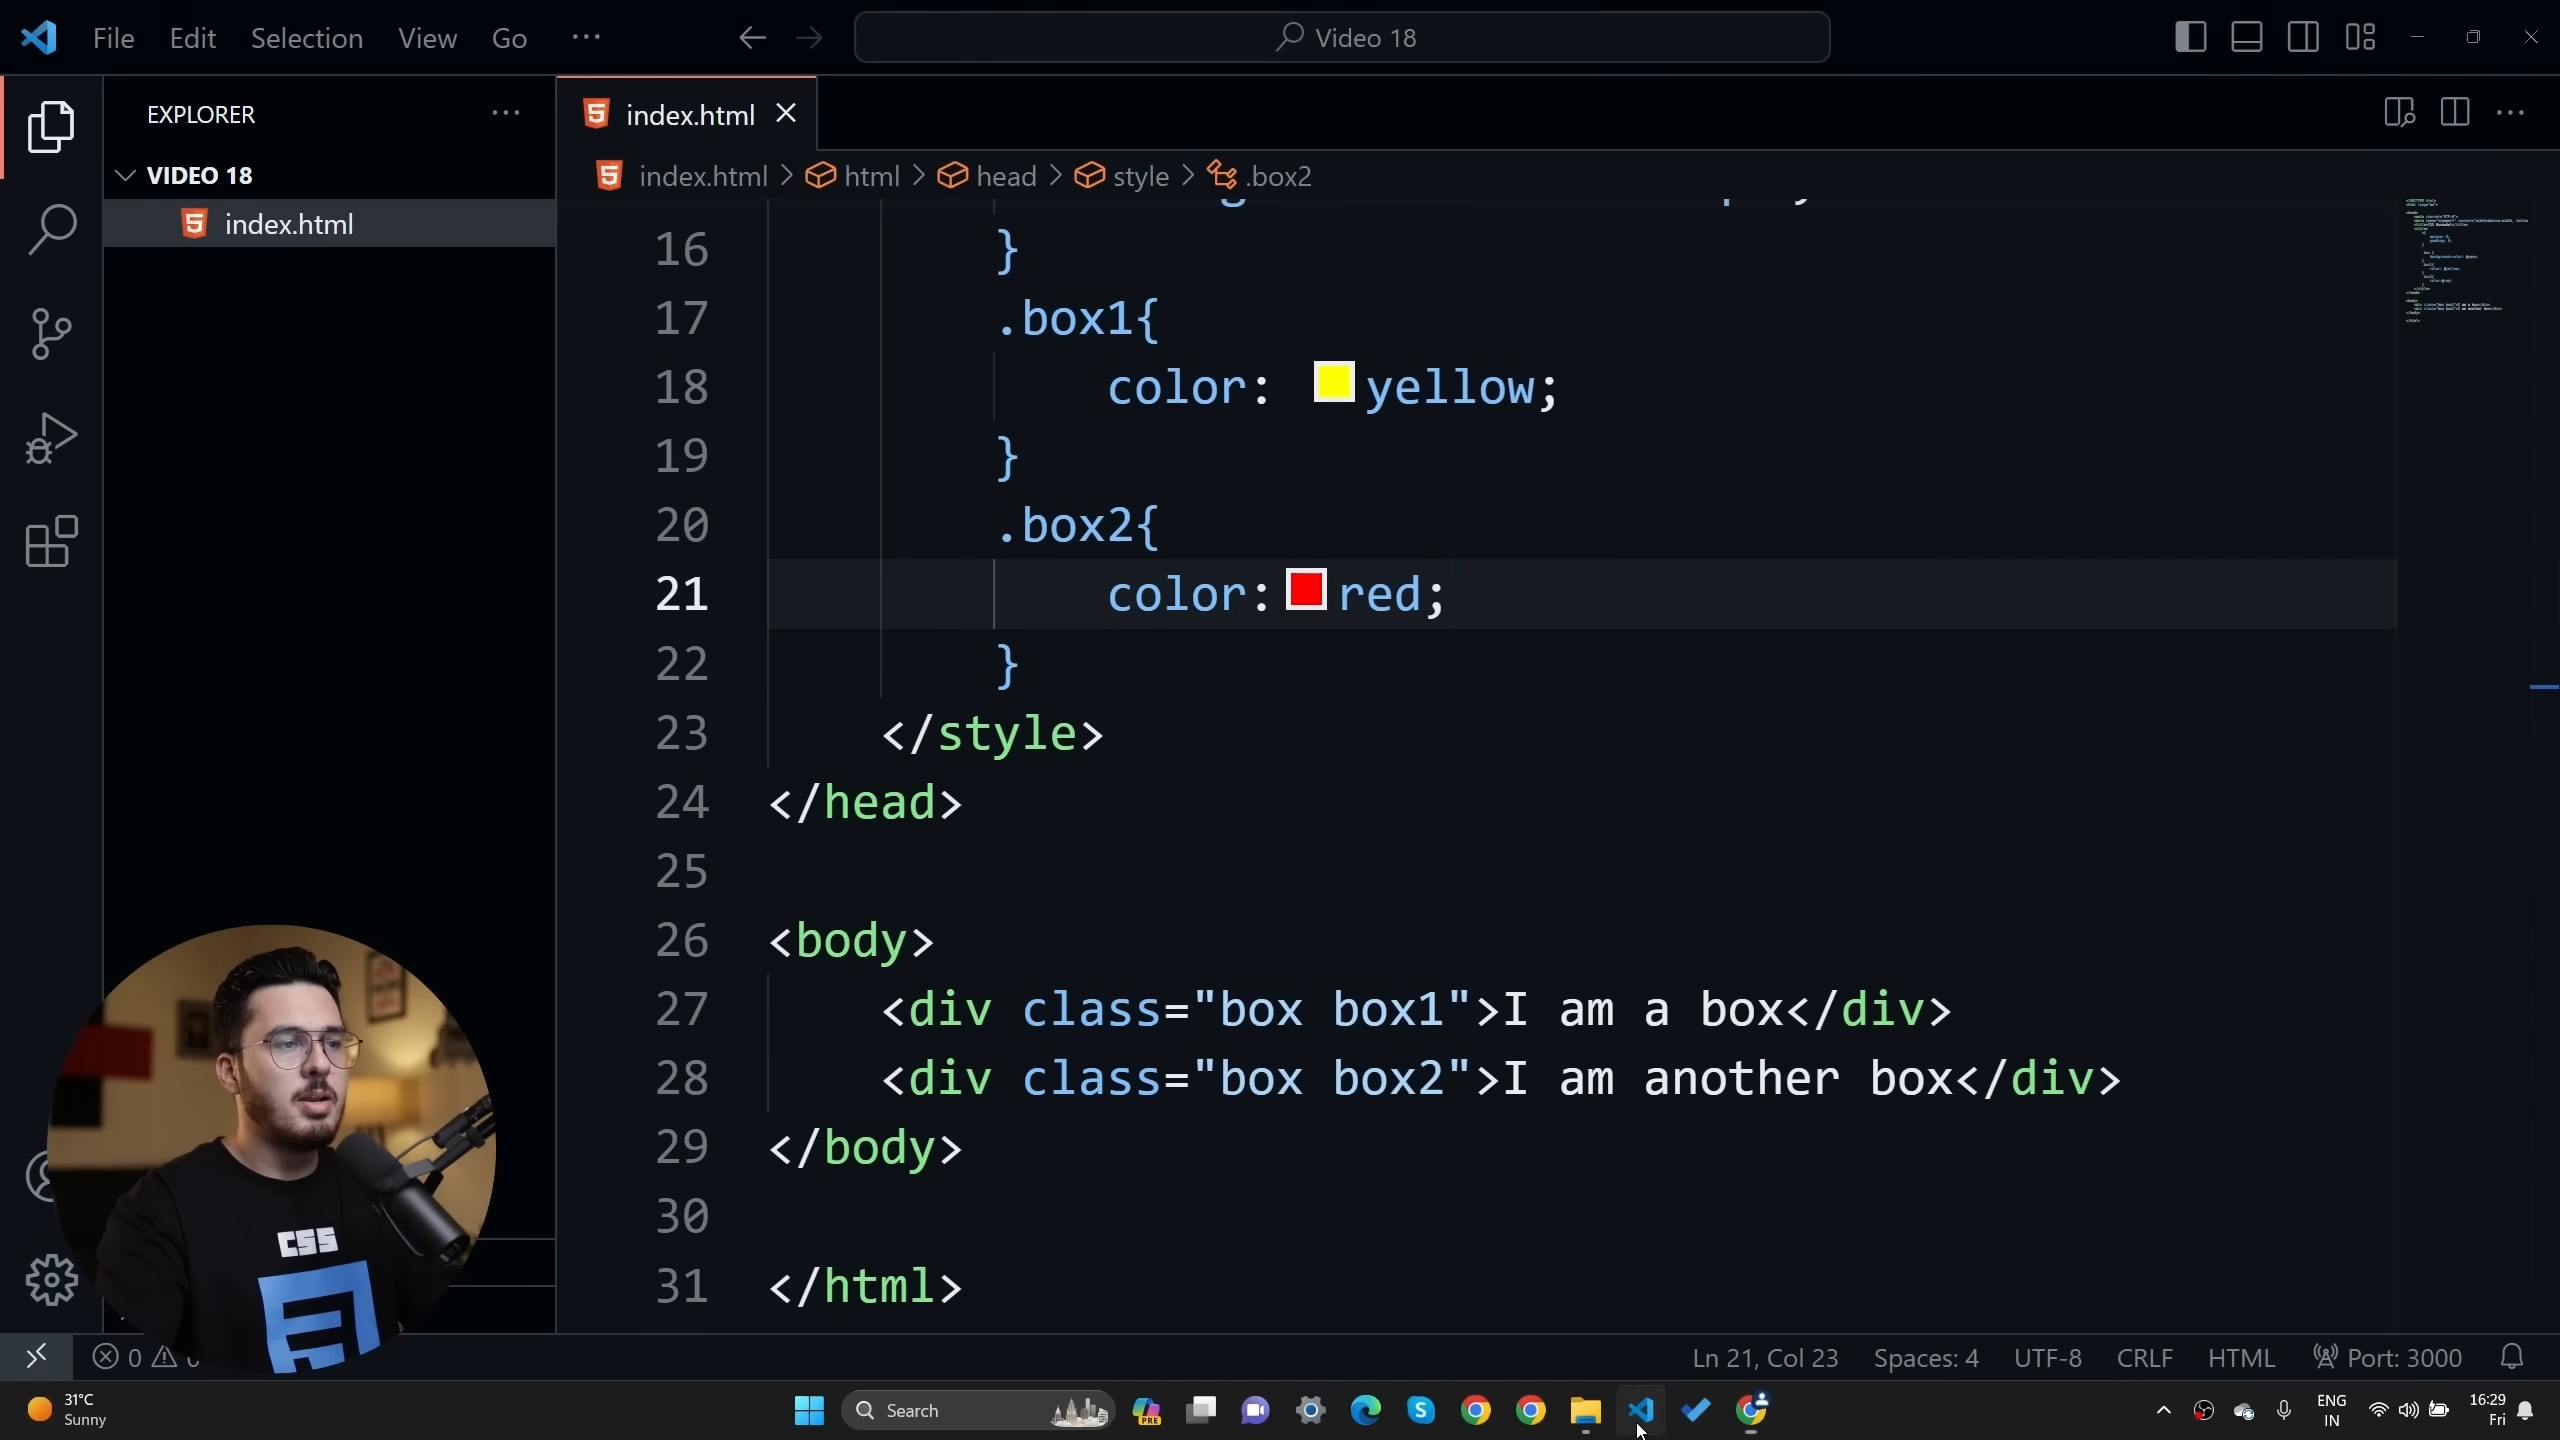 File Edit Selection View Go ···
Video 18
EXPLORER
index.html
VIDEO 18
index.html > html > head > style > .box2
index.html
16 }
17 .box1{
18 color: yellow;
19 }
20 .box2{
21 color: red;
22 }
23 </style>
24 </head>
25
26 <body>
27 <div class="box box1">I am a box</div>
28 <div class="box box2">I am another box</div>
29 </body>
30
31 </html>
CSS
0
Ln 21, Col 23 Spaces: 4 UTF-8 CRLF HTML Port: 3000
31°C
Sunny
Search
PRE
ENG
IN
16:29
Fri